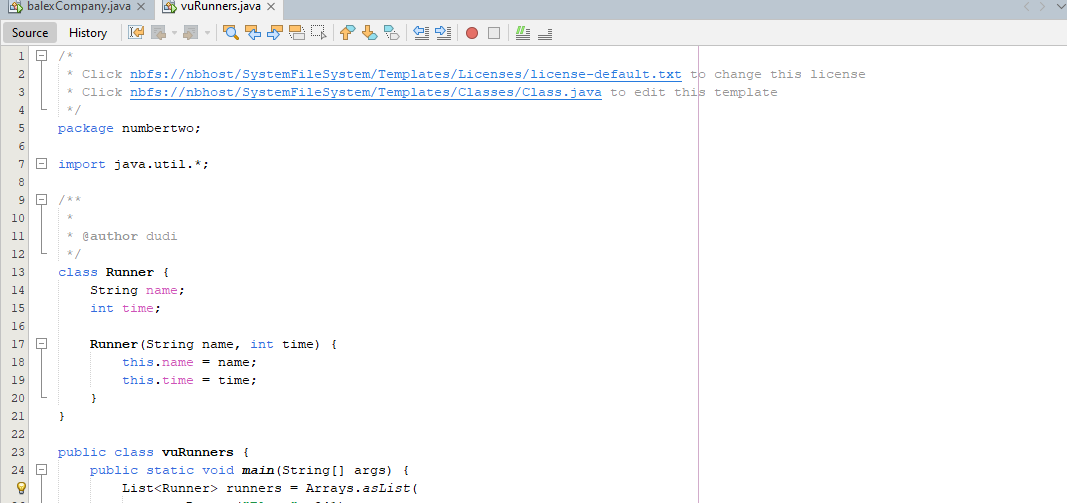 balexCompany.java
vuRunners.java
Source History
1 /*
2 * Click nbfs://nbhost/SystemFileSystem/Templates/Licenses/license-default.txt to change this license
3 * Click nbfs://nbhost/SystemFileSystem/Templates/Classes/Class.java to edit this template
4 */
5 package numbertwo;
6
7 import java.util.*;
8
9 /**
10 *
11 * @author dudi
12 */
13 class Runner {
14 String name;
15 int time;
16
17 Runner(String name, int time) {
18 this.name = name;
19 this.time = time;
20 }
21 }
22
23 public class vuRunners {
24 public static void main(String[] args) {
List<Runner> runners = Arrays.asList(